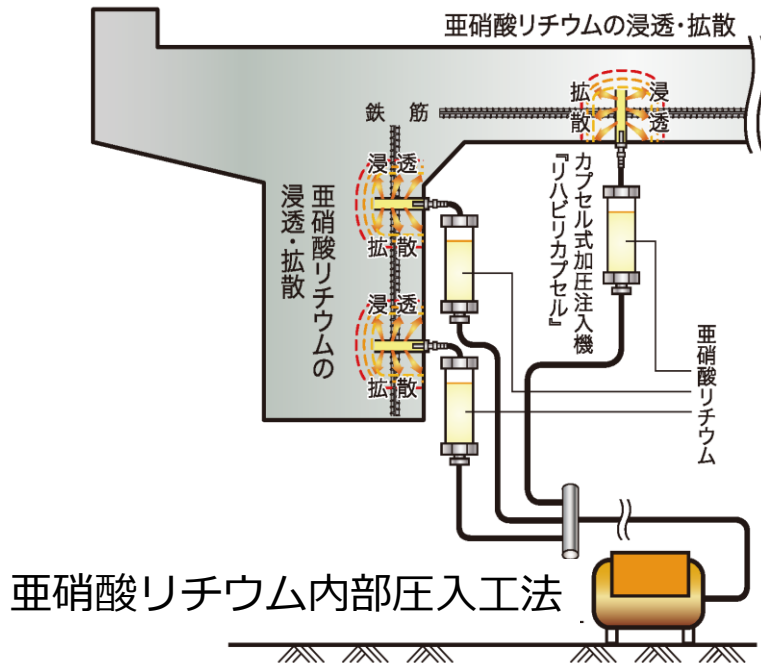 亜硝酸リチウムの浸透・拡散
拡
浸
散
透
鉄 筋
浸 透
拡 散
亜硝酸リチウムの
浸透・拡散
浸 透
拡 散
カプセル式加圧注入機
『リハビリカプセル』
亜硝酸リチウム
亜硝酸リチウム内部圧入工法